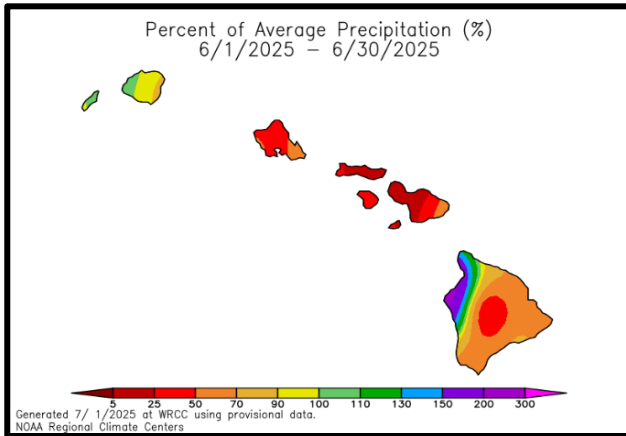 Percent of Average Precipitation (%)
6/1/2025 – 6/30/2025
5 25 50 70 90 100 110 130 150 200 300
Generated 7/ 1/2025 at WRCC using provisional data.
NOAA Regional Climate Centers